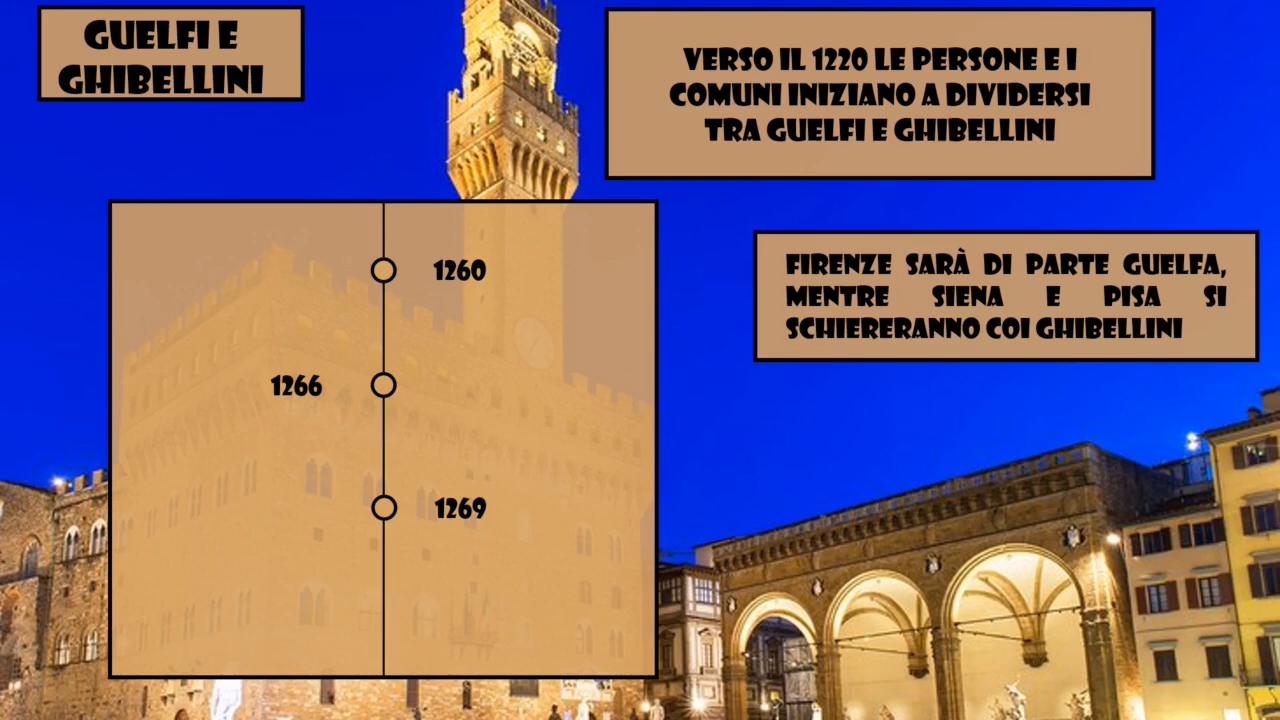 GUELFI E
GHIBELLINI
VERSO IL 1220 LE PERSONE E I
COMUNI INIZIANO A DIVIDERSI
TRA GUELFI E GHIBELLINI
FIRENZE SARÀ DI PARTE GUELFA,
MENTRE SIENA E PISA SI
SCHIERERANNO COI GHIBELLINI
1260
1266
1269